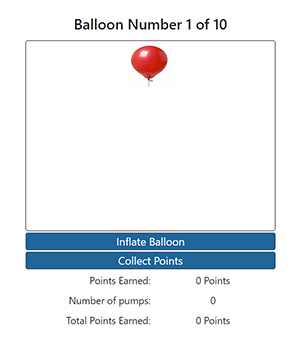 Balloon Number 1 of 10
Inflate Balloon
Collect Points
Points Earned: 0 Points
Number of pumps: 0
Total Points Earned: 0 Points